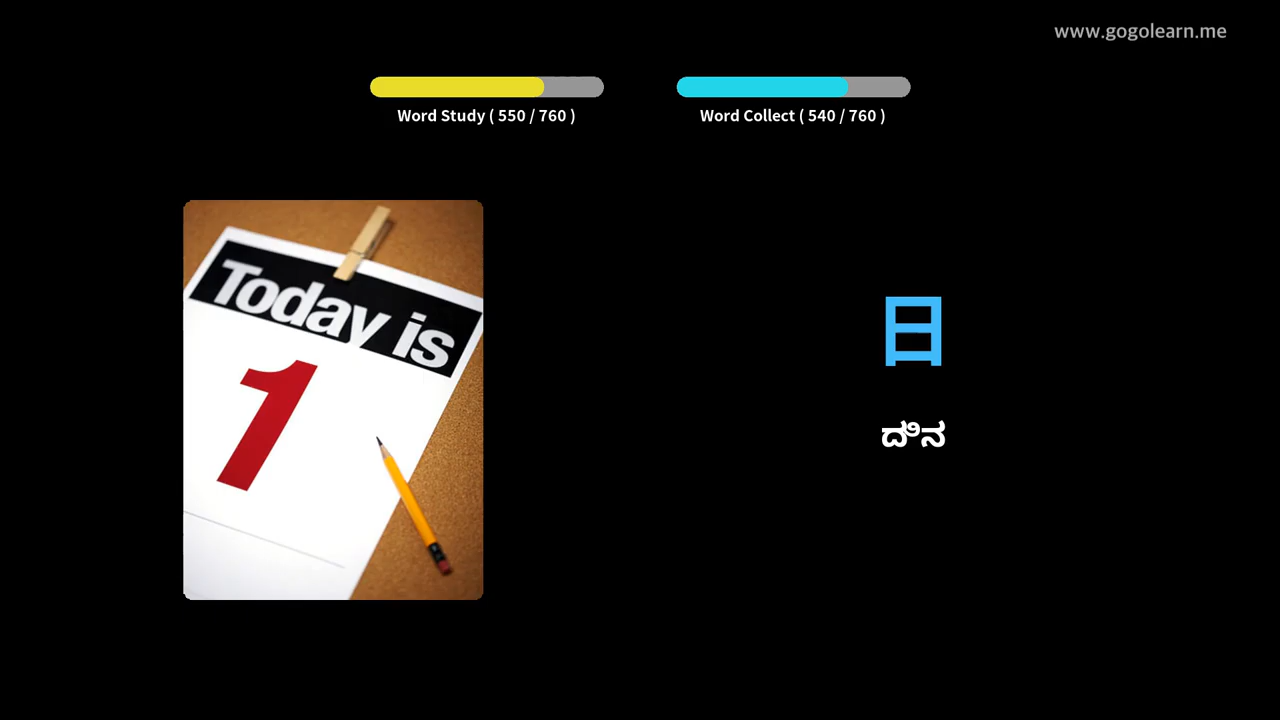 www.gogolearn.me
Word Study ( 550 / 760 )
Word Collect ( 540 / 760 )
Today is
1
日
ದಿನ